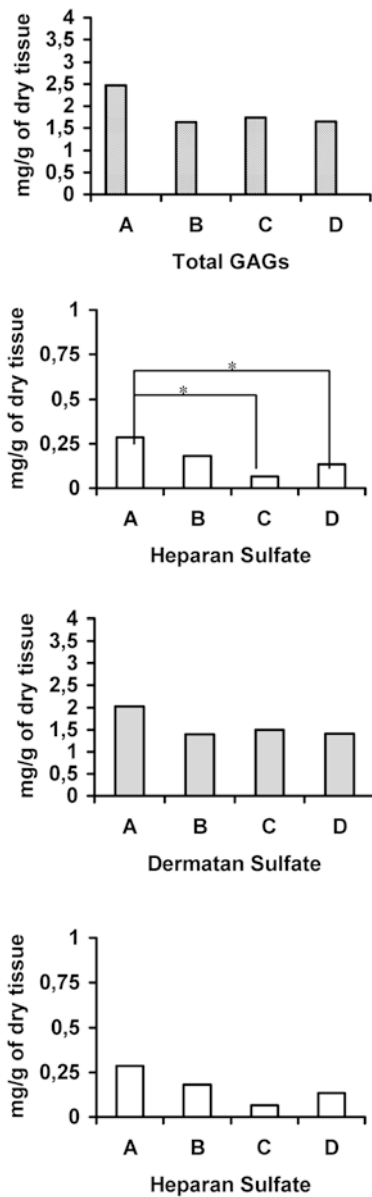 mg/g of dry tissue
4
3,5
3
2,5
2
1,5
1
0,5
0
A B C D
Total GAGs
mg/g of dry tissue
1
0,75
0,5
0,25
0
*
*
A B C D
Heparan Sulfate
mg/g of dry tissue
4
3,5
3
2,5
2
1,5
1
0,5
0
A B C D
Dermatan Sulfate
mg/g of dry tissue
1
0,75
0,5
0,25
0
A B C D
Heparan Sulfate